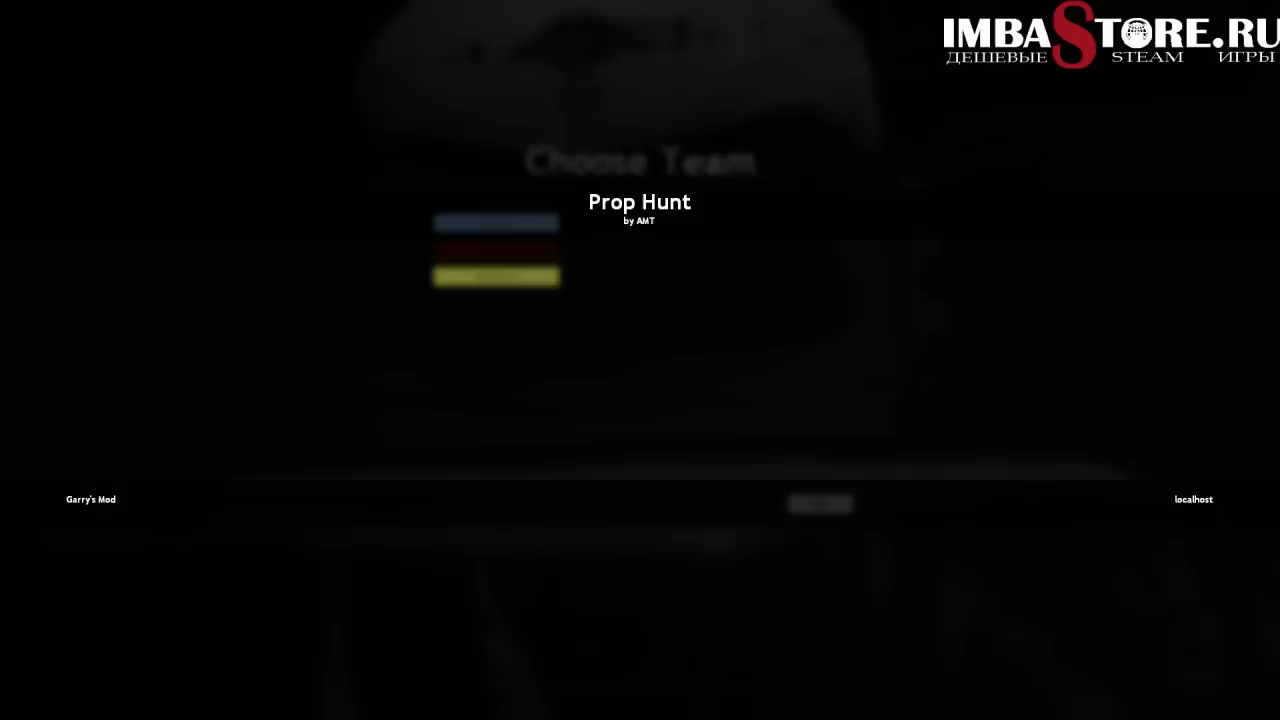 IMBASTORE.RU
ДЕШЕВЫЕ STEAM ИГРЫ
Choose Team
Prop Hunt
by AMT
Garry's Mod
localhost